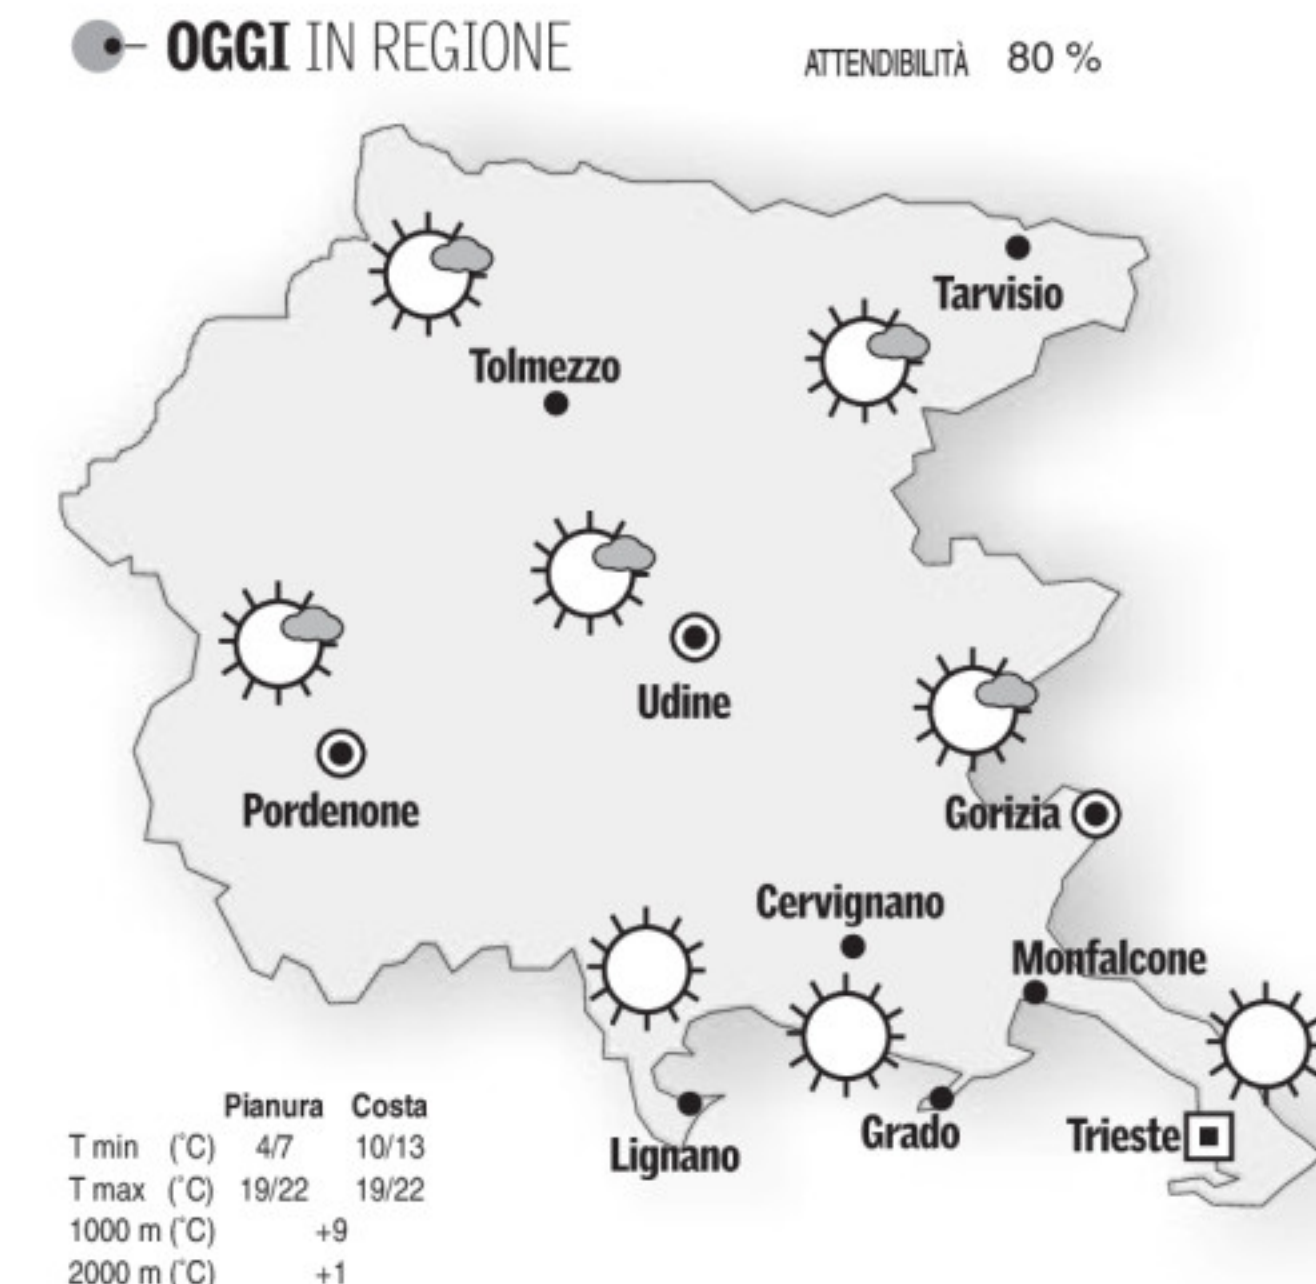 OGGI IN REGIONE
ATTENDIBILITÀ 80 %
Tarvisio
Tolmezzo
Udine
Pordenone
Gorizia
Cervignano
Monfalcone
Lignano
Grado
Trieste
Pianura Costa
T min (°C) 4/7 10/13
T max (°C) 19/22 19/22
1000 m (°C) +9
2000 m (°C) +1